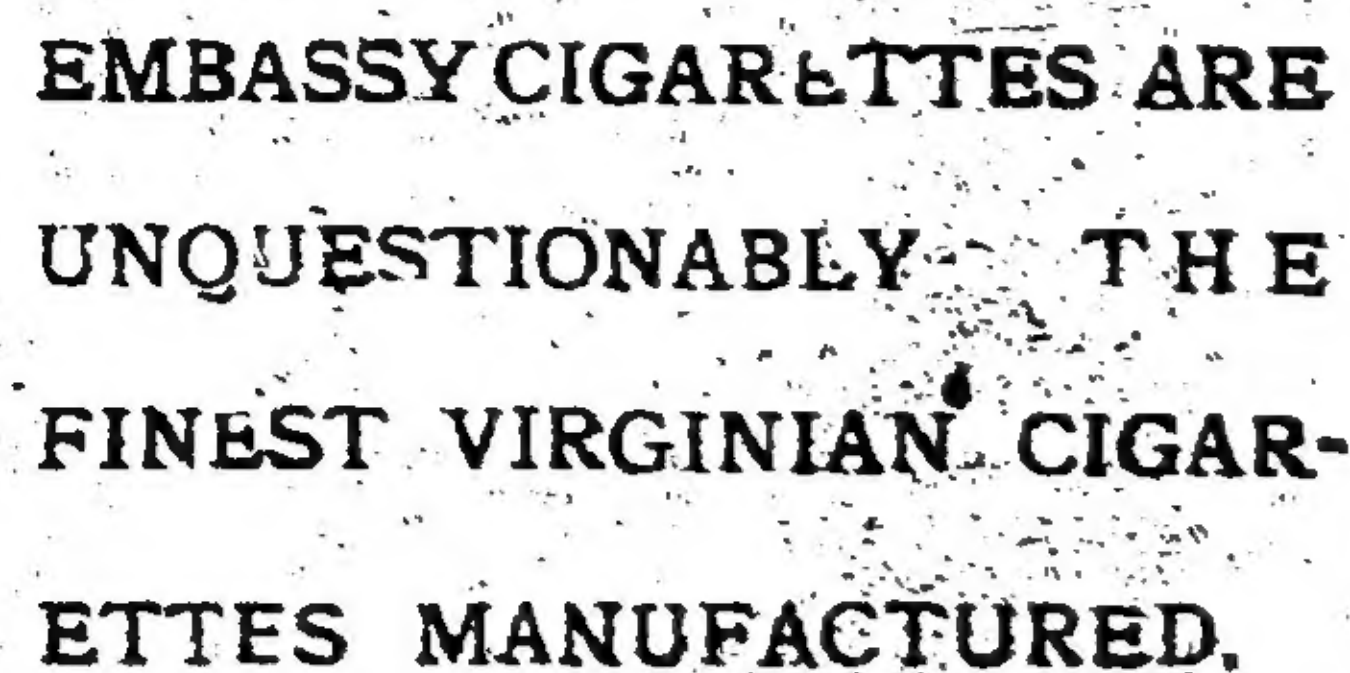 EMBASSY CIGARETTES ARE
UNQUESTIONABLY THE
FINEST VIRGINIAN CIGAR-
ETTES MANUFACTURED.